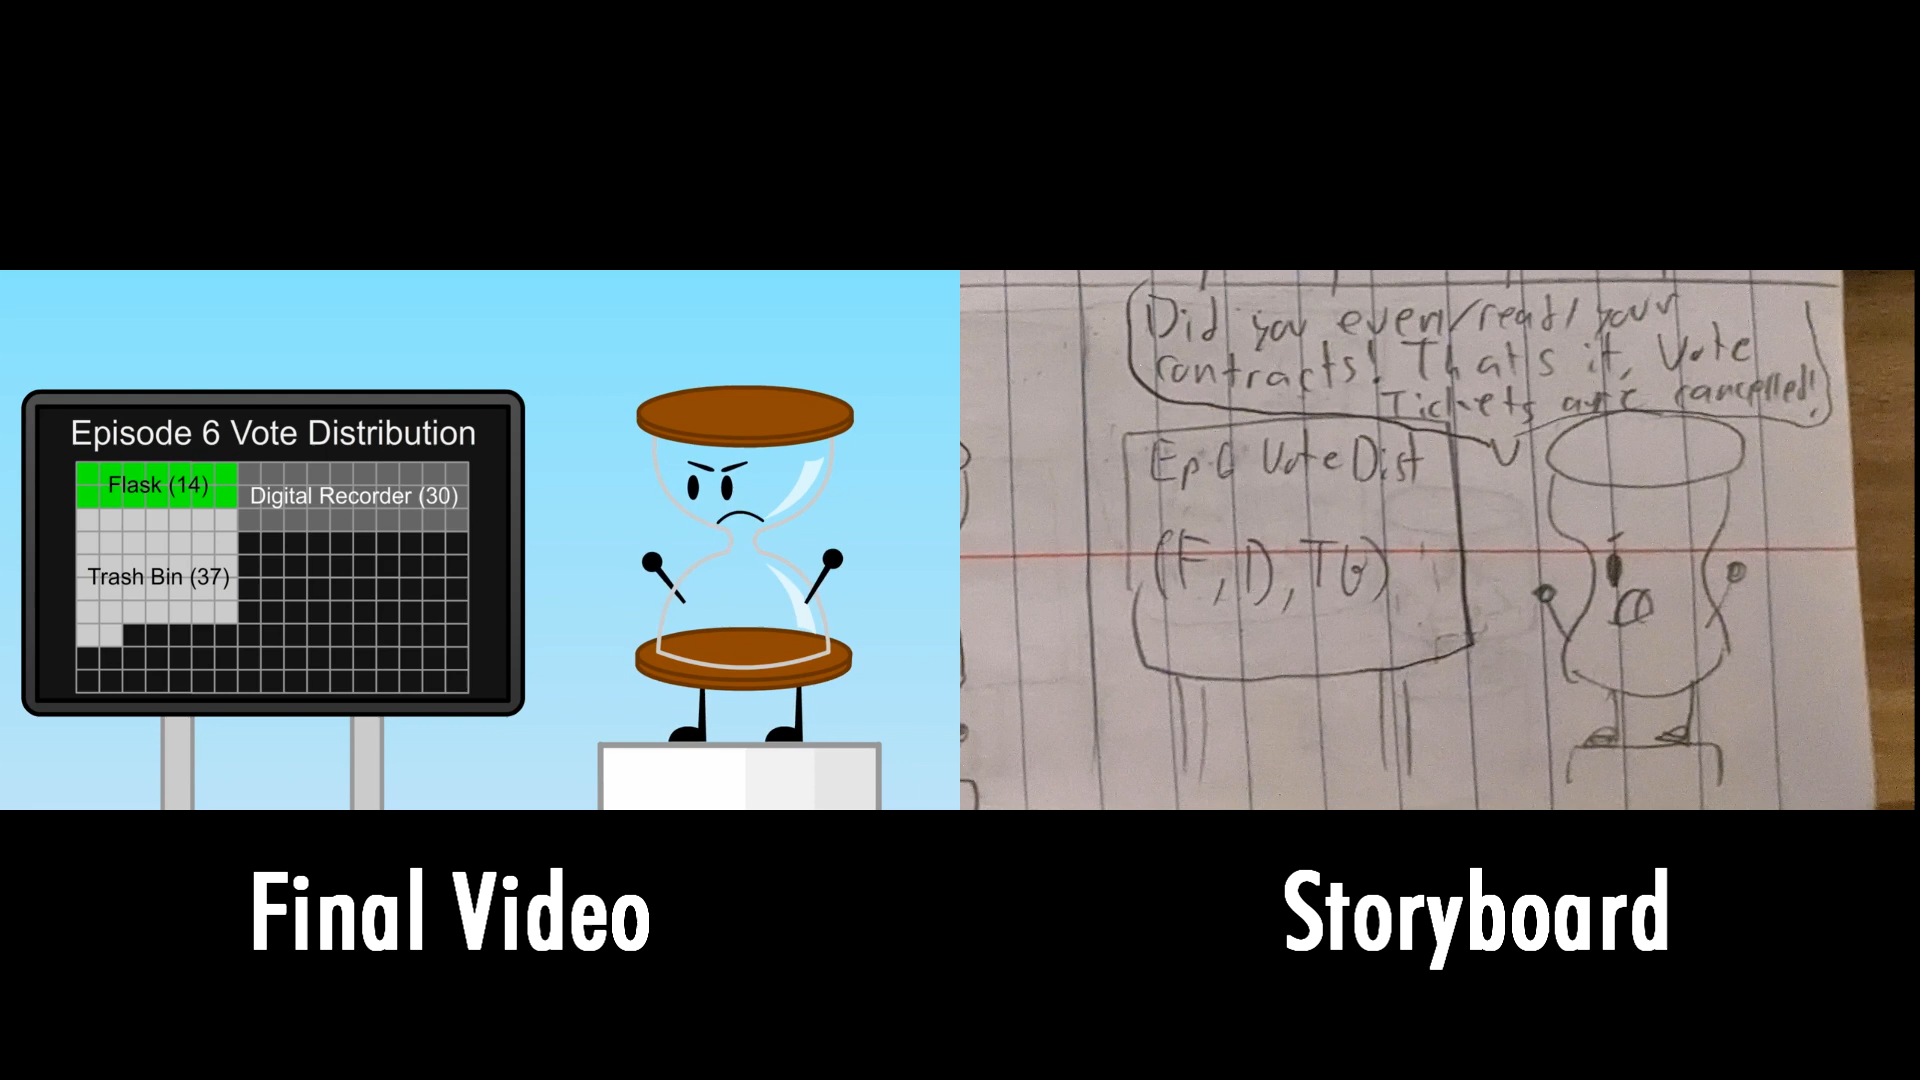 Episode 6 Vote Distribution
Flask (14)
Digital Recorder (30)
Trash Bin (37)
Did you even read your
contracts! Thats it, Vote
Tickets are cancelled!
Ep 6 Vote Dist
(F, D, TB)
Final Video
Storyboard